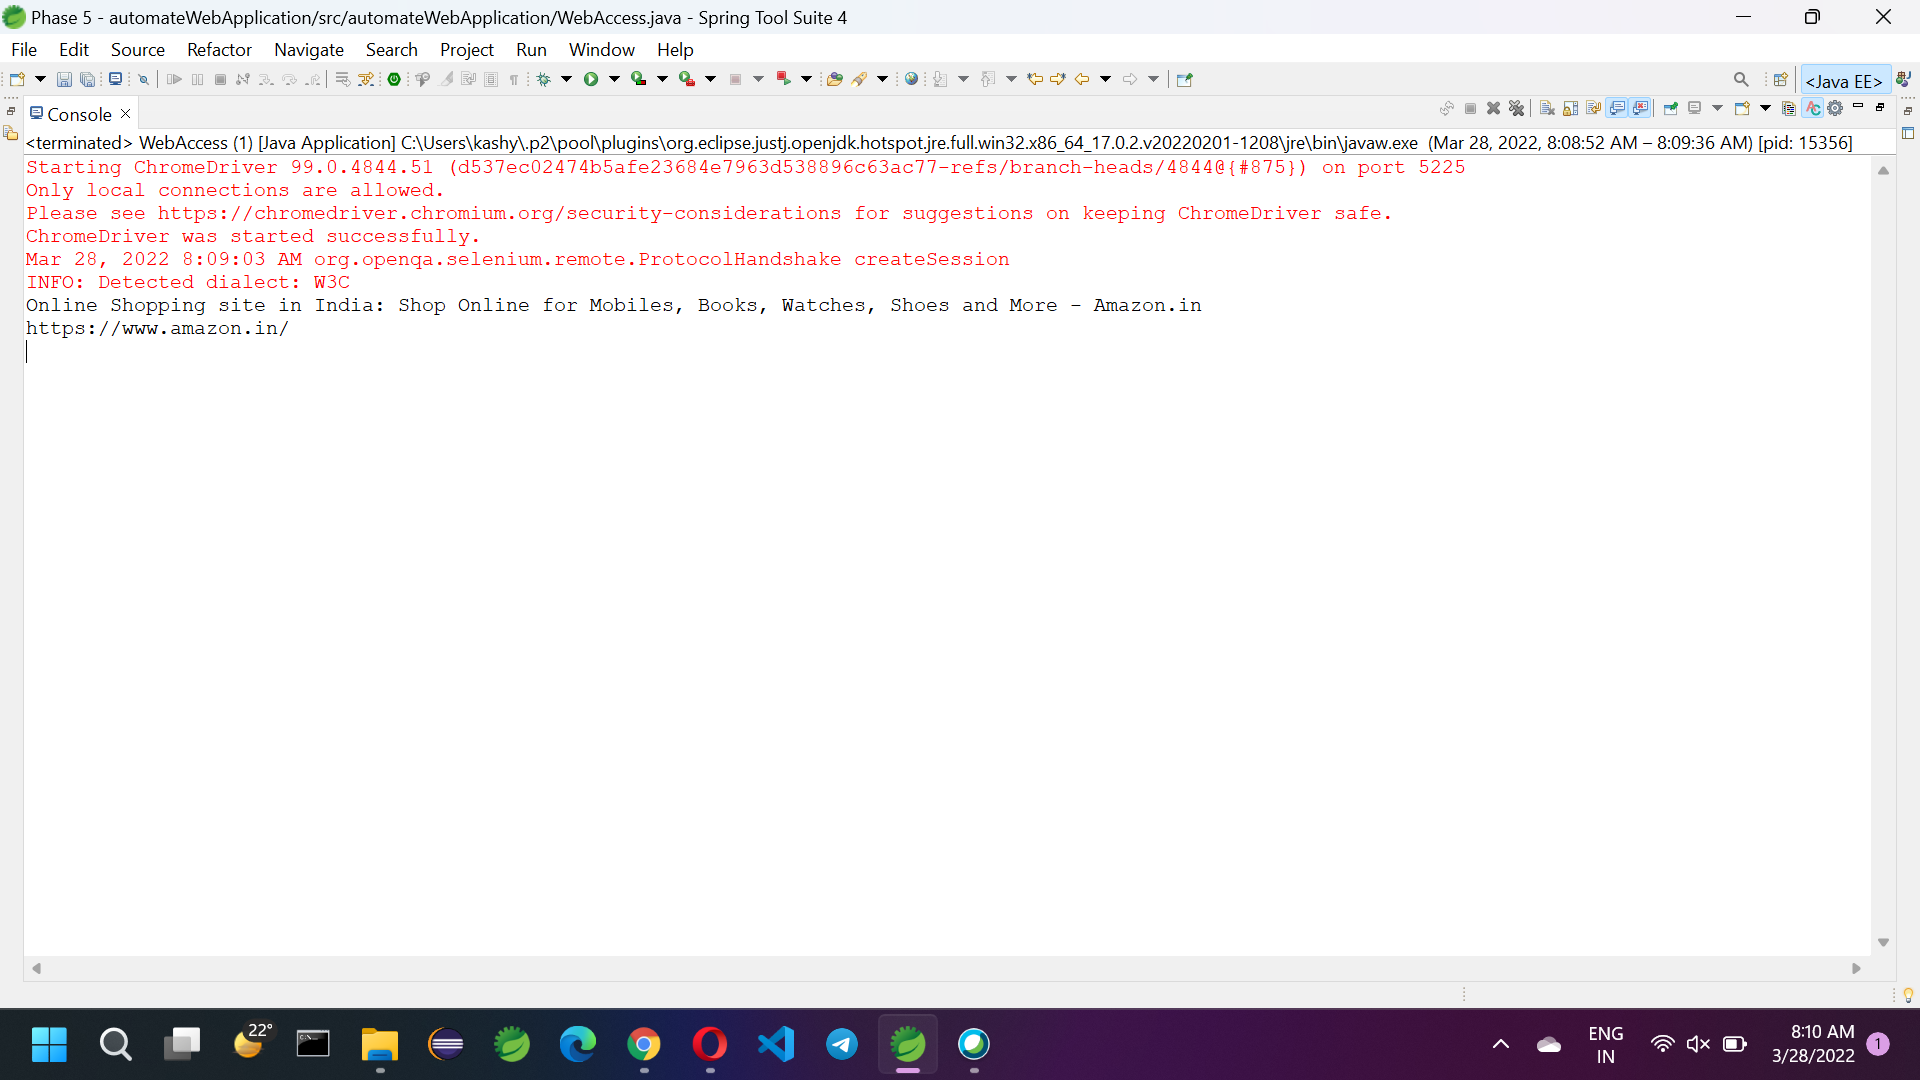 Phase 5 - automateWebApplication/src/automateWebApplication/WebAccess.java - Spring Tool Suite 4
File Edit Source Refactor Navigate Search Project Run Window Help
<Java EE>
Console
<terminated> WebAccess (1) [Java Application] C:\Users\kashy\.p2\pool\plugins\org.eclipse.justj.openjdk.hotspot.jre.full.win32.x86_64_17.0.2.v20220201-1208\jre\bin\javaw.exe (Mar 28, 2022, 8:08:52 AM – 8:09:36 AM) [pid: 15356]
Starting ChromeDriver 99.0.4844.51 (d537ec02474b5afe23684e7963d538896c63ac77-refs/branch-heads/4844@{#875}) on port 5225
Only local connections are allowed.
Please see https://chromedriver.chromium.org/security-considerations for suggestions on keeping ChromeDriver safe.
ChromeDriver was started successfully.
Mar 28, 2022 8:09:03 AM org.openqa.selenium.remote.ProtocolHandshake createSession
INFO: Detected dialect: W3C
Online Shopping site in India: Shop Online for Mobiles, Books, Watches, Shoes and More - Amazon.in
https://www.amazon.in/
22°
ENG
IN
8:10 AM
3/28/2022
1